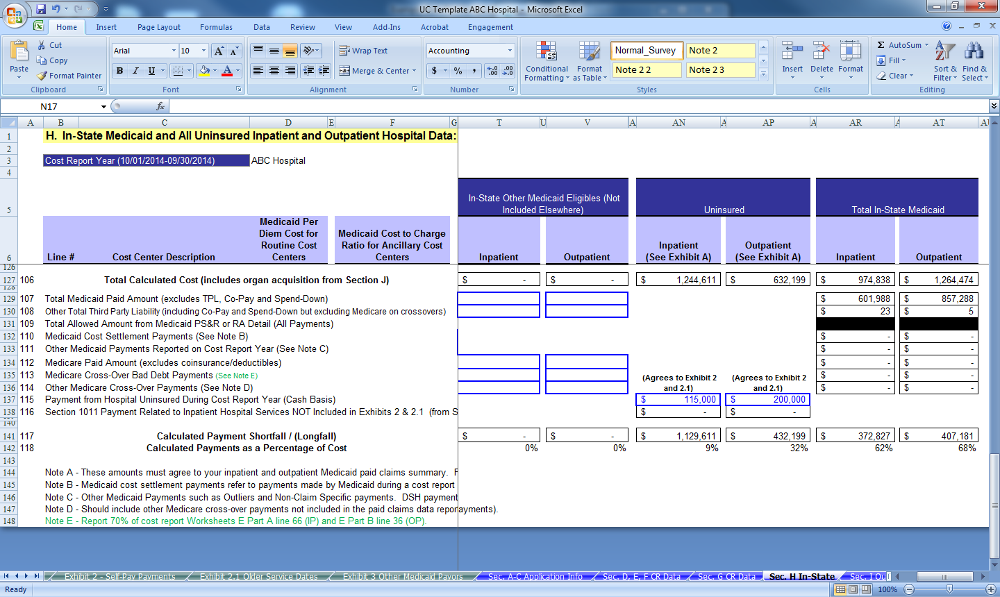 UC Template ABC Hospital - Microsoft Excel
Home Insert Page Layout Formulas Data Review View Add-Ins Acrobat Engagement
Paste Cut Copy Format Painter Clipboard
Arial 10 B I U Font
Wrap Text Merge & Center Alignment
Accounting $ % , Number
Conditional Formatting Format as Table Normal_Survey Note 2 Note 2 2 Note 2 3 Styles
Insert Delete Format Cells
Σ AutoSum Fill Clear Sort & Filter Find & Select Editing
N17 fx
A B C D E F G T U V A AN A AP A AR A AT AU
1 H. In-State Medicaid and All Uninsured Inpatient and Outpatient Hospital Data:
2
3 Cost Report Year (10/01/2014-09/30/2014) ABC Hospital
4
5 In-State Other Medicaid Eligibles (Not Included Elsewhere) Uninsured Total In-State Medicaid
6 Line # Cost Center Description Medicaid Per Diem Cost for Routine Cost Centers Medicaid Cost to Charge Ratio for Ancillary Cost Centers Inpatient Outpatient Inpatient (See Exhibit A) Outpatient (See Exhibit A) Inpatient Outpatient
126
127 106 Total Calculated Cost (includes organ acquisition from Section J) $ - $ - $ 1,244,611 $ 632,199 $ 974,838 $ 1,264,474
128
129 107 Total Medicaid Paid Amount (excludes TPL, Co-Pay and Spend-Down) $ 601,988 $ 857,288
130 108 Other Total Third Party Liability (including Co-Pay and Spend-Down but excluding Medicare on crossovers) $ 23 $ 5
131 109 Total Allowed Amount from Medicaid PS&R or RA Detail (All Payments)
132 110 Medicaid Cost Settlement Payments (See Note B) $ - $ -
133 111 Other Medicaid Payments Reported on Cost Report Year (See Note C) $ - $ -
134 112 Medicare Paid Amount (excludes coinsurance/deductibles) $ - $ -
135 113 Medicare Cross-Over Bad Debt Payments (See Note E) $ - $ -
136 114 Other Medicare Cross-Over Payments (See Note D) (Agrees to Exhibit 2 and 2.1) (Agrees to Exhibit 2 and 2.1) $ - $ -
137 115 Payment from Hospital Uninsured During Cost Report Year (Cash Basis) $ 115,000 $ 200,000
138 116 Section 1011 Payment Related to Inpatient Hospital Services NOT Included in Exhibits 2 & 2.1 (from S $ - $ -
140
141 117 Calculated Payment Shortfall / (Longfall) $ - $ - $ 1,129,611 $ 432,199 $ 372,827 $ 407,181
142 118 Calculated Payments as a Percentage of Cost 0% 0% 9% 32% 62% 68%
143
144 Note A - These amounts must agree to your inpatient and outpatient Medicaid paid claims summary. F
145 Note B - Medicaid cost settlement payments refer to payments made by Medicaid during a cost report
146 Note C - Other Medicaid Payments such as Outliers and Non-Claim Specific payments. DSH payment
147 Note D - Should include other Medicare cross-over payments not included in the paid claims data reporayments).
148 Note E - Report 70% of cost report Worksheets E Part A line 66 (IP) and E Part B line 36 (OP).
Exhibit 2 - Self-Pay Payments Exhibit 2.1 Older Service Dates Exhibit 3 Other Medicaid Payors Sec. A-C Application Info Sec. D, E, F CR Data Sec. G CR Data Sec. H In-State Sec. I Ou
Ready 100%